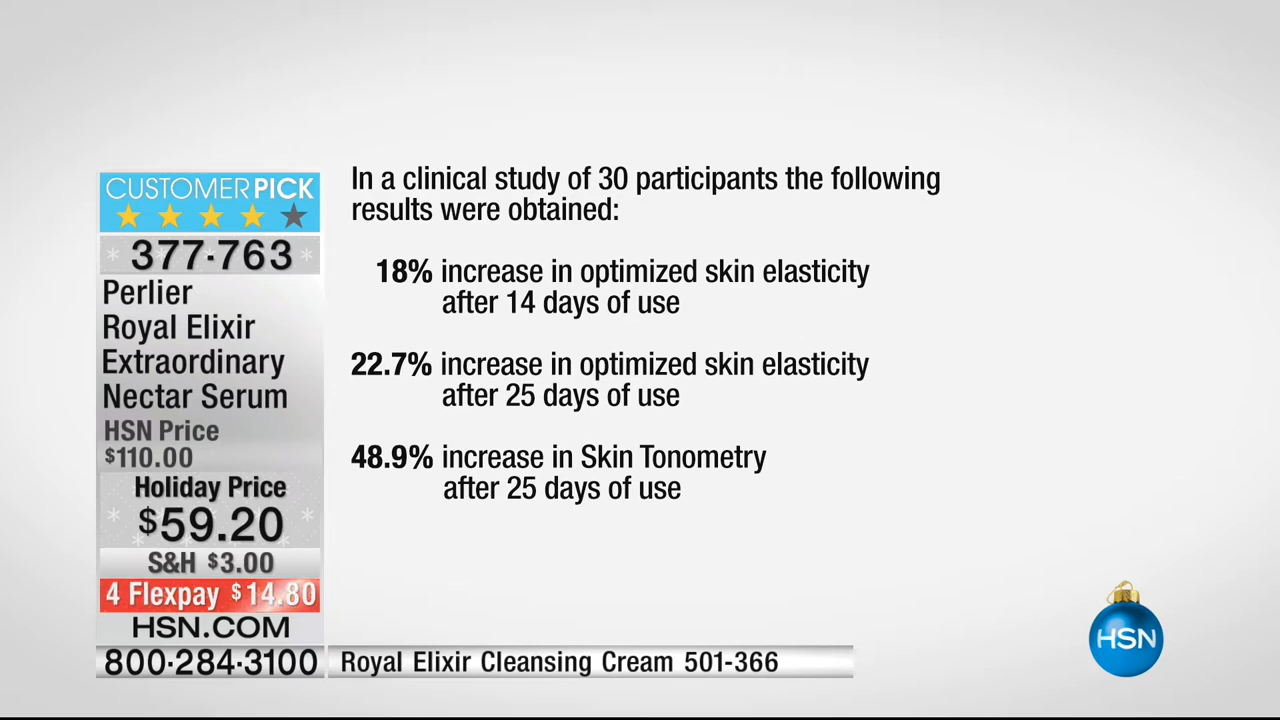 CUSTOMERPICK
377·763
Perlier
Royal Elixir
Extraordinary
Nectar Serum
HSN Price
$110.00
Holiday Price
$59.20
S&H $3.00
4 Flexpay $14.80
HSN.COM
800·284·3100
In a clinical study of 30 participants the following
results were obtained:
18% increase in optimized skin elasticity
after 14 days of use
22.7% increase in optimized skin elasticity
after 25 days of use
48.9% increase in Skin Tonometry
after 25 days of use
Royal Elixir Cleansing Cream 501-366
HSN